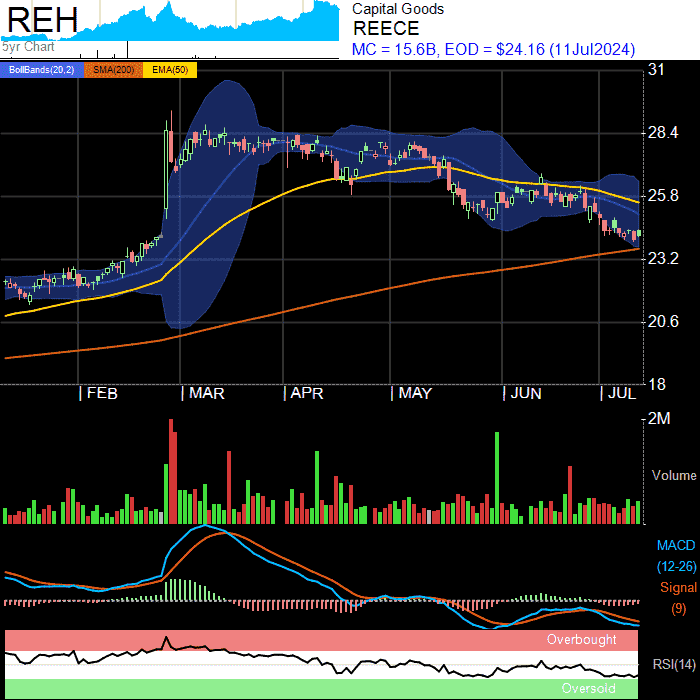 REH
5yr Chart
Capital Goods
REECE
MC = 15.6B, EOD = $24.16 (11Jul2024)
BollBands(20,2) SMA(200) EMA(50)
31
28.4
25.8
23.2
20.6
18
FEB MAR APR MAY JUN JUL
2M
Volume
MACD
(12-26)
Signal
(9)
Overbought
RSI(14)
Oversold